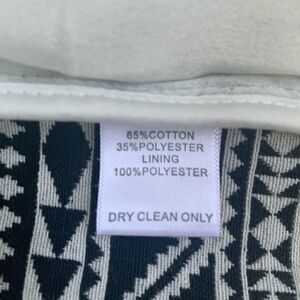 65%COTTON
35%POLYESTER
LINING
100%POLYESTER
DRY CLEAN ONLY